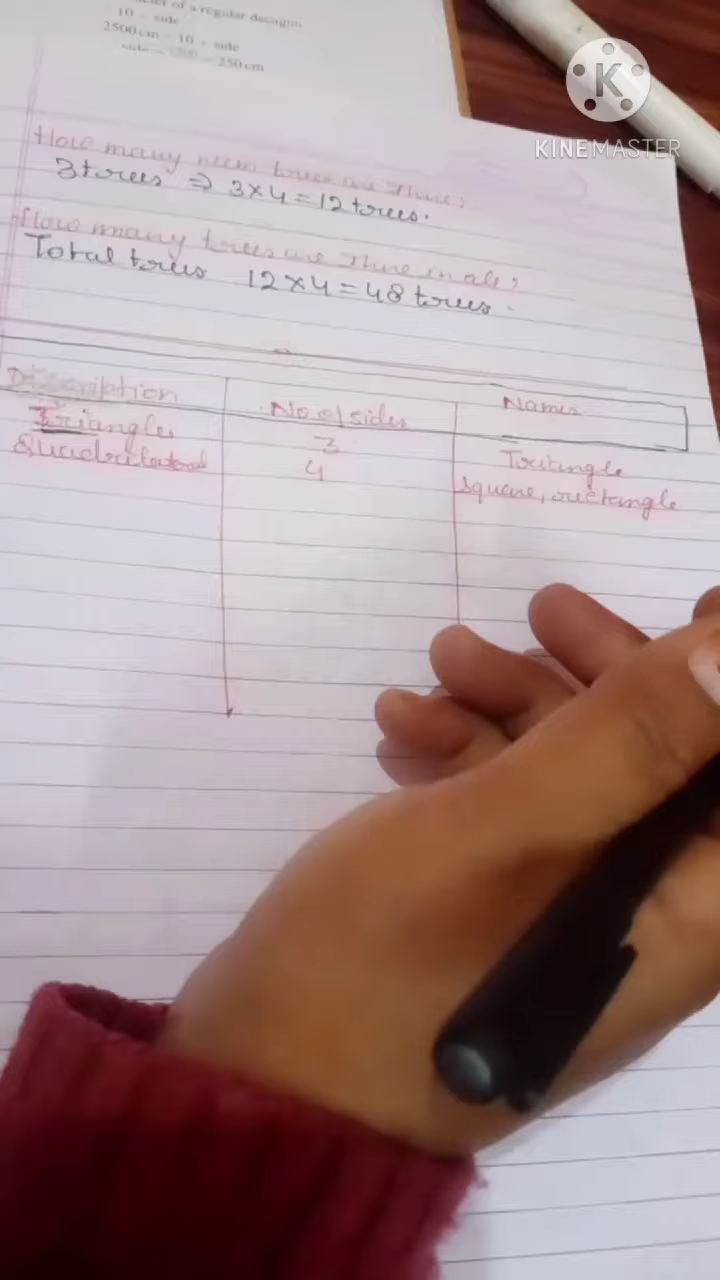 of a regular decagon
10 × side
2500 cm = 10 × side
side = = 250 cm
KINEMASTER
How many neem trees are there?
3 trees ⇒ 3 × 4 = 12 trees.
How many trees are there in all?
Total trees 12 × 4 = 48 trees.
Description No of sides Names
Triangle 3 Triangle
Quadrilateral 4 square, rectangle